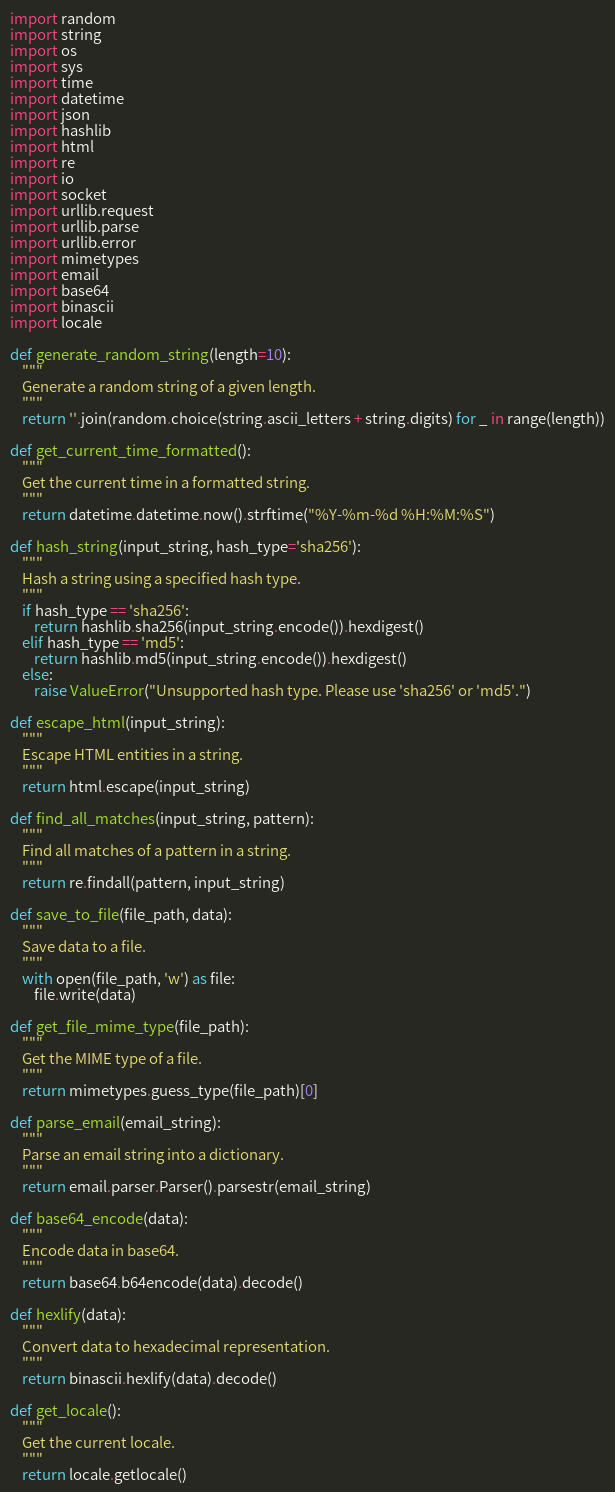 import random
import string
import os
import sys
import time
import datetime
import json
import hashlib
import html
import re
import io
import socket
import urllib.request
import urllib.parse
import urllib.error
import mimetypes
import email
import base64
import binascii
import locale

def generate_random_string(length=10):
    """
    Generate a random string of a given length.
    """
    return ''.join(random.choice(string.ascii_letters + string.digits) for _ in range(length))

def get_current_time_formatted():
    """
    Get the current time in a formatted string.
    """
    return datetime.datetime.now().strftime("%Y-%m-%d %H:%M:%S")

def hash_string(input_string, hash_type='sha256'):
    """
    Hash a string using a specified hash type.
    """
    if hash_type == 'sha256':
        return hashlib.sha256(input_string.encode()).hexdigest()
    elif hash_type == 'md5':
        return hashlib.md5(input_string.encode()).hexdigest()
    else:
        raise ValueError("Unsupported hash type. Please use 'sha256' or 'md5'.")

def escape_html(input_string):
    """
    Escape HTML entities in a string.
    """
    return html.escape(input_string)

def find_all_matches(input_string, pattern):
    """
    Find all matches of a pattern in a string.
    """
    return re.findall(pattern, input_string)

def save_to_file(file_path, data):
    """
    Save data to a file.
    """
    with open(file_path, 'w') as file:
        file.write(data)

def get_file_mime_type(file_path):
    """
    Get the MIME type of a file.
    """
    return mimetypes.guess_type(file_path)[0]

def parse_email(email_string):
    """
    Parse an email string into a dictionary.
    """
    return email.parser.Parser().parsestr(email_string)

def base64_encode(data):
    """
    Encode data in base64.
    """
    return base64.b64encode(data).decode()

def hexlify(data):
    """
    Convert data to hexadecimal representation.
    """
    return binascii.hexlify(data).decode()

def get_locale():
    """
    Get the current locale.
    """
    return locale.getlocale()